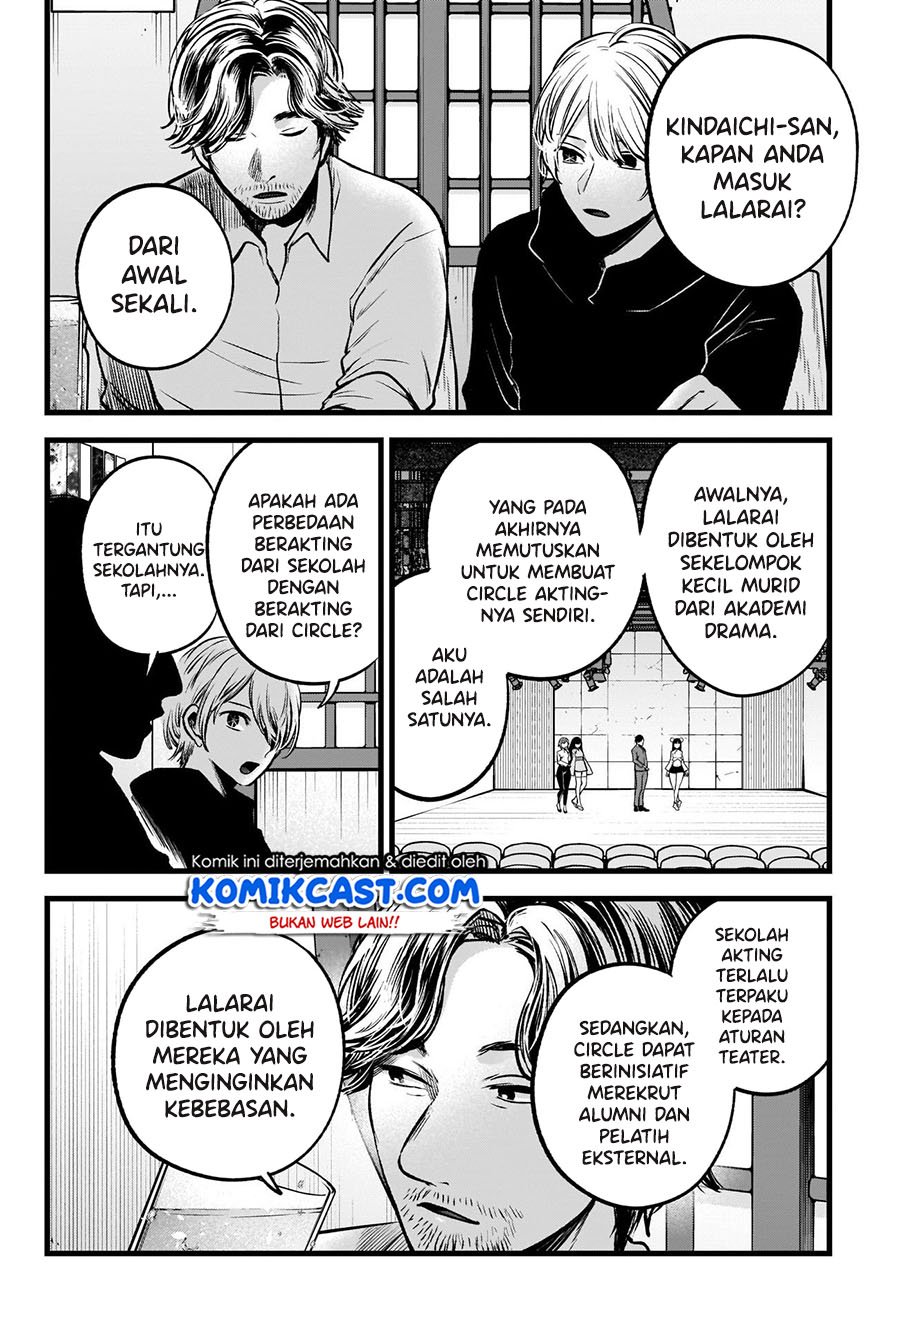 KINDAICHI-SAN,
KAPAN ANDA
MASUK
LALARAI?
DARI
AWAL
SEKALI.
AWALNYA,
LALARAI
DIBENTUK OLEH
SEKELOMPOK
KECIL MURID
DARI AKADEMI
DRAMA.
YANG PADA
AKHIRNYA
MEMUTUSKAN
UNTUK MEMBUAT
CIRCLE AKTING-
NYA SENDIRI.
AKU
ADALAH
SALAH
SATUNYA.
APAKAH ADA
PERBEDAAN
BERAKTING
DARI SEKOLAH
DENGAN
BERAKTING
DARI CIRCLE?
ITU
TERGANTUNG
SEKOLAHNYA.
TAPI,...
Komik ini diterjemahkan & diedit oleh
KOMIKCAST.COM
BUKAN WEB LAIN!!
SEKOLAH
AKTING
TERLALU
TERPAKU
KEPADA
ATURAN
TEATER.
SEDANGKAN,
CIRCLE DAPAT
BERINISIATIF
MEREKRUT
ALUMNI DAN
PELATIH
EKSTERNAL.
LALARAI
DIBENTUK OLEH
MEREKA YANG
MENGINGINKAN
KEBEBASAN.